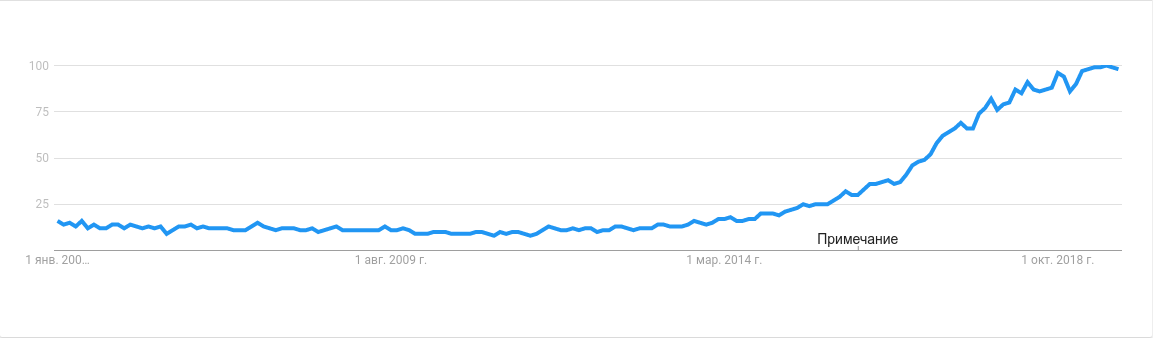 100
75
50
25
Примечание
1 янв. 200...
1 авг. 2009 г.
1 мар. 2014 г.
1 окт. 2018 г.